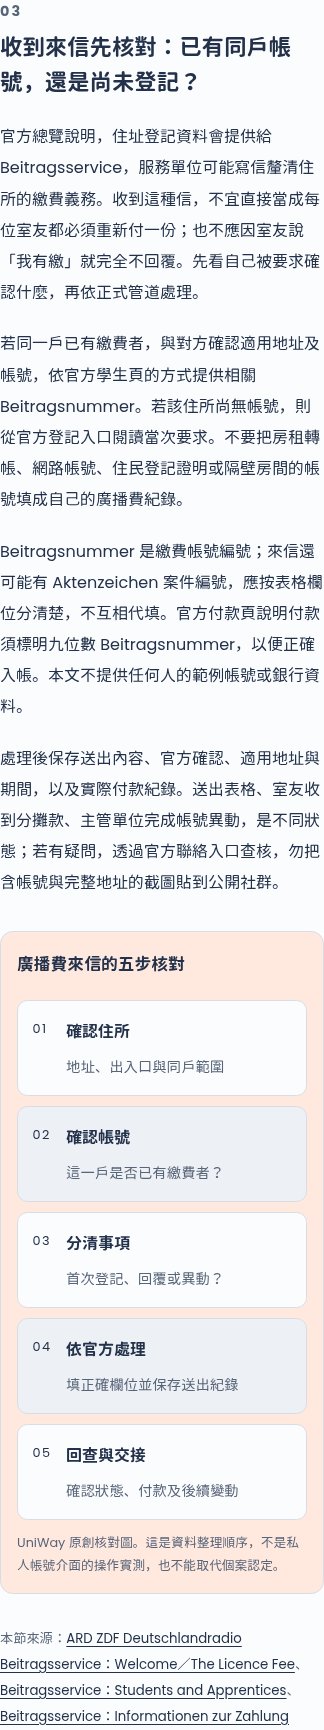 03
收到來信先核對：已有同戶帳
號，還是尚未登記？
官方總覽說明，住址登記資料會提供給
Beitragsservice，服務單位可能寫信釐清住
所的繳費義務。收到這種信，不宜直接當成每
位室友都必須重新付一份；也不應因室友說
「我有繳」就完全不回覆。先看自己被要求確
認什麼，再依正式管道處理。
若同一戶已有繳費者，與對方確認適用地址及
帳號，依官方學生頁的方式提供相關
Beitragsnummer。若該住所尚無帳號，則
從官方登記入口閱讀當次要求。不要把房租轉
帳、網路帳號、住民登記證明或隔壁房間的帳
號填成自己的廣播費紀錄。
Beitragsnummer 是繳費帳號編號；來信還
可能有 Aktenzeichen 案件編號，應按表格欄
位分清楚，不互相代填。官方付款頁說明付款
須標明九位數 Beitragsnummer，以便正確
入帳。本文不提供任何人的範例帳號或銀行資
料。
處理後保存送出內容、官方確認、適用地址與
期間，以及實際付款紀錄。送出表格、室友收
到分攤款、主管單位完成帳號異動，是不同狀
態；若有疑問，透過官方聯絡入口查核，勿把
含帳號與完整地址的截圖貼到公開社群。
廣播費來信的五步核對
01 確認住所
地址、出入口與同戶範圍
02 確認帳號
這一戶是否已有繳費者？
03 分清事項
首次登記、回覆或異動？
04 依官方處理
填正確欄位並保存送出紀錄
05 回查與交接
確認狀態、付款及後續變動
UniWay 原創核對圖。這是資料整理順序，不是私
人帳號介面的操作實測，也不能取代個案認定。
本節來源：ARD ZDF Deutschlandradio
Beitragsservice：Welcome／The Licence Fee、
Beitragsservice：Students and Apprentices、
Beitragsservice：Informationen zur Zahlung